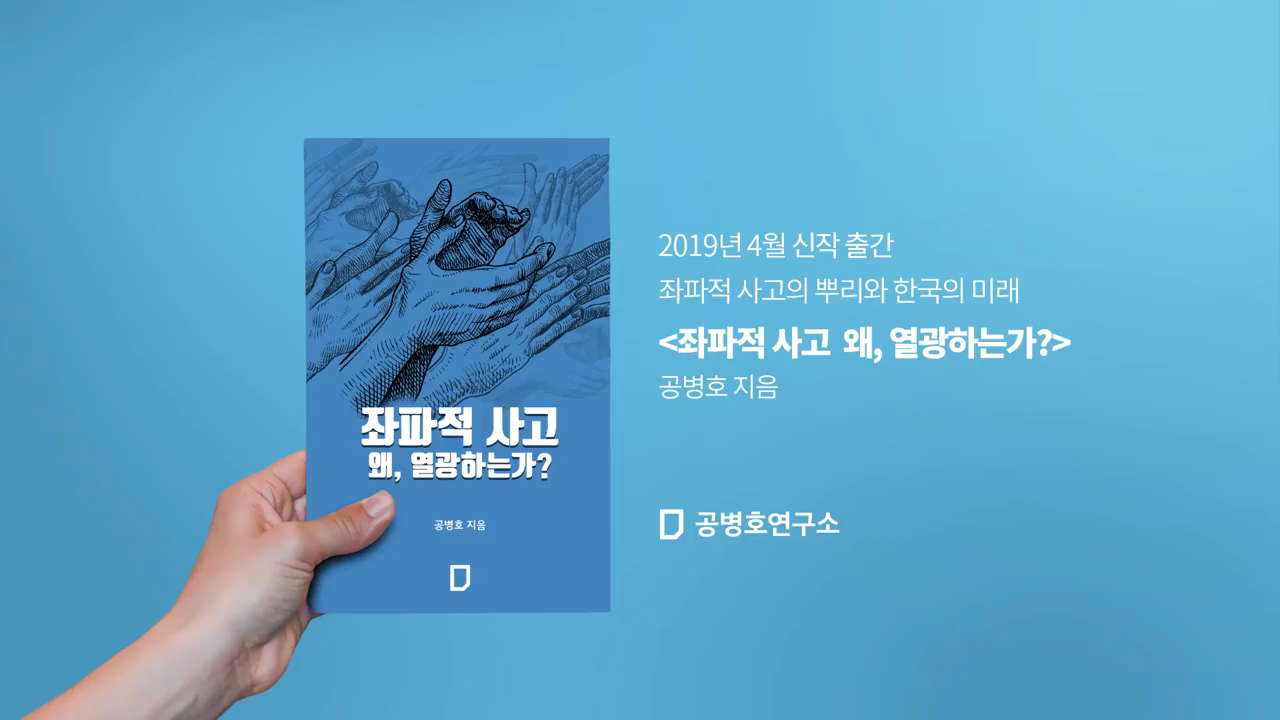 좌파적 사고
왜, 열광하는가?
공병호 지음
2019년 4월 신작 출간
좌파적 사고의 뿌리와 한국의 미래
<좌파적 사고 왜, 열광하는가?>
공병호 지음
공병호연구소